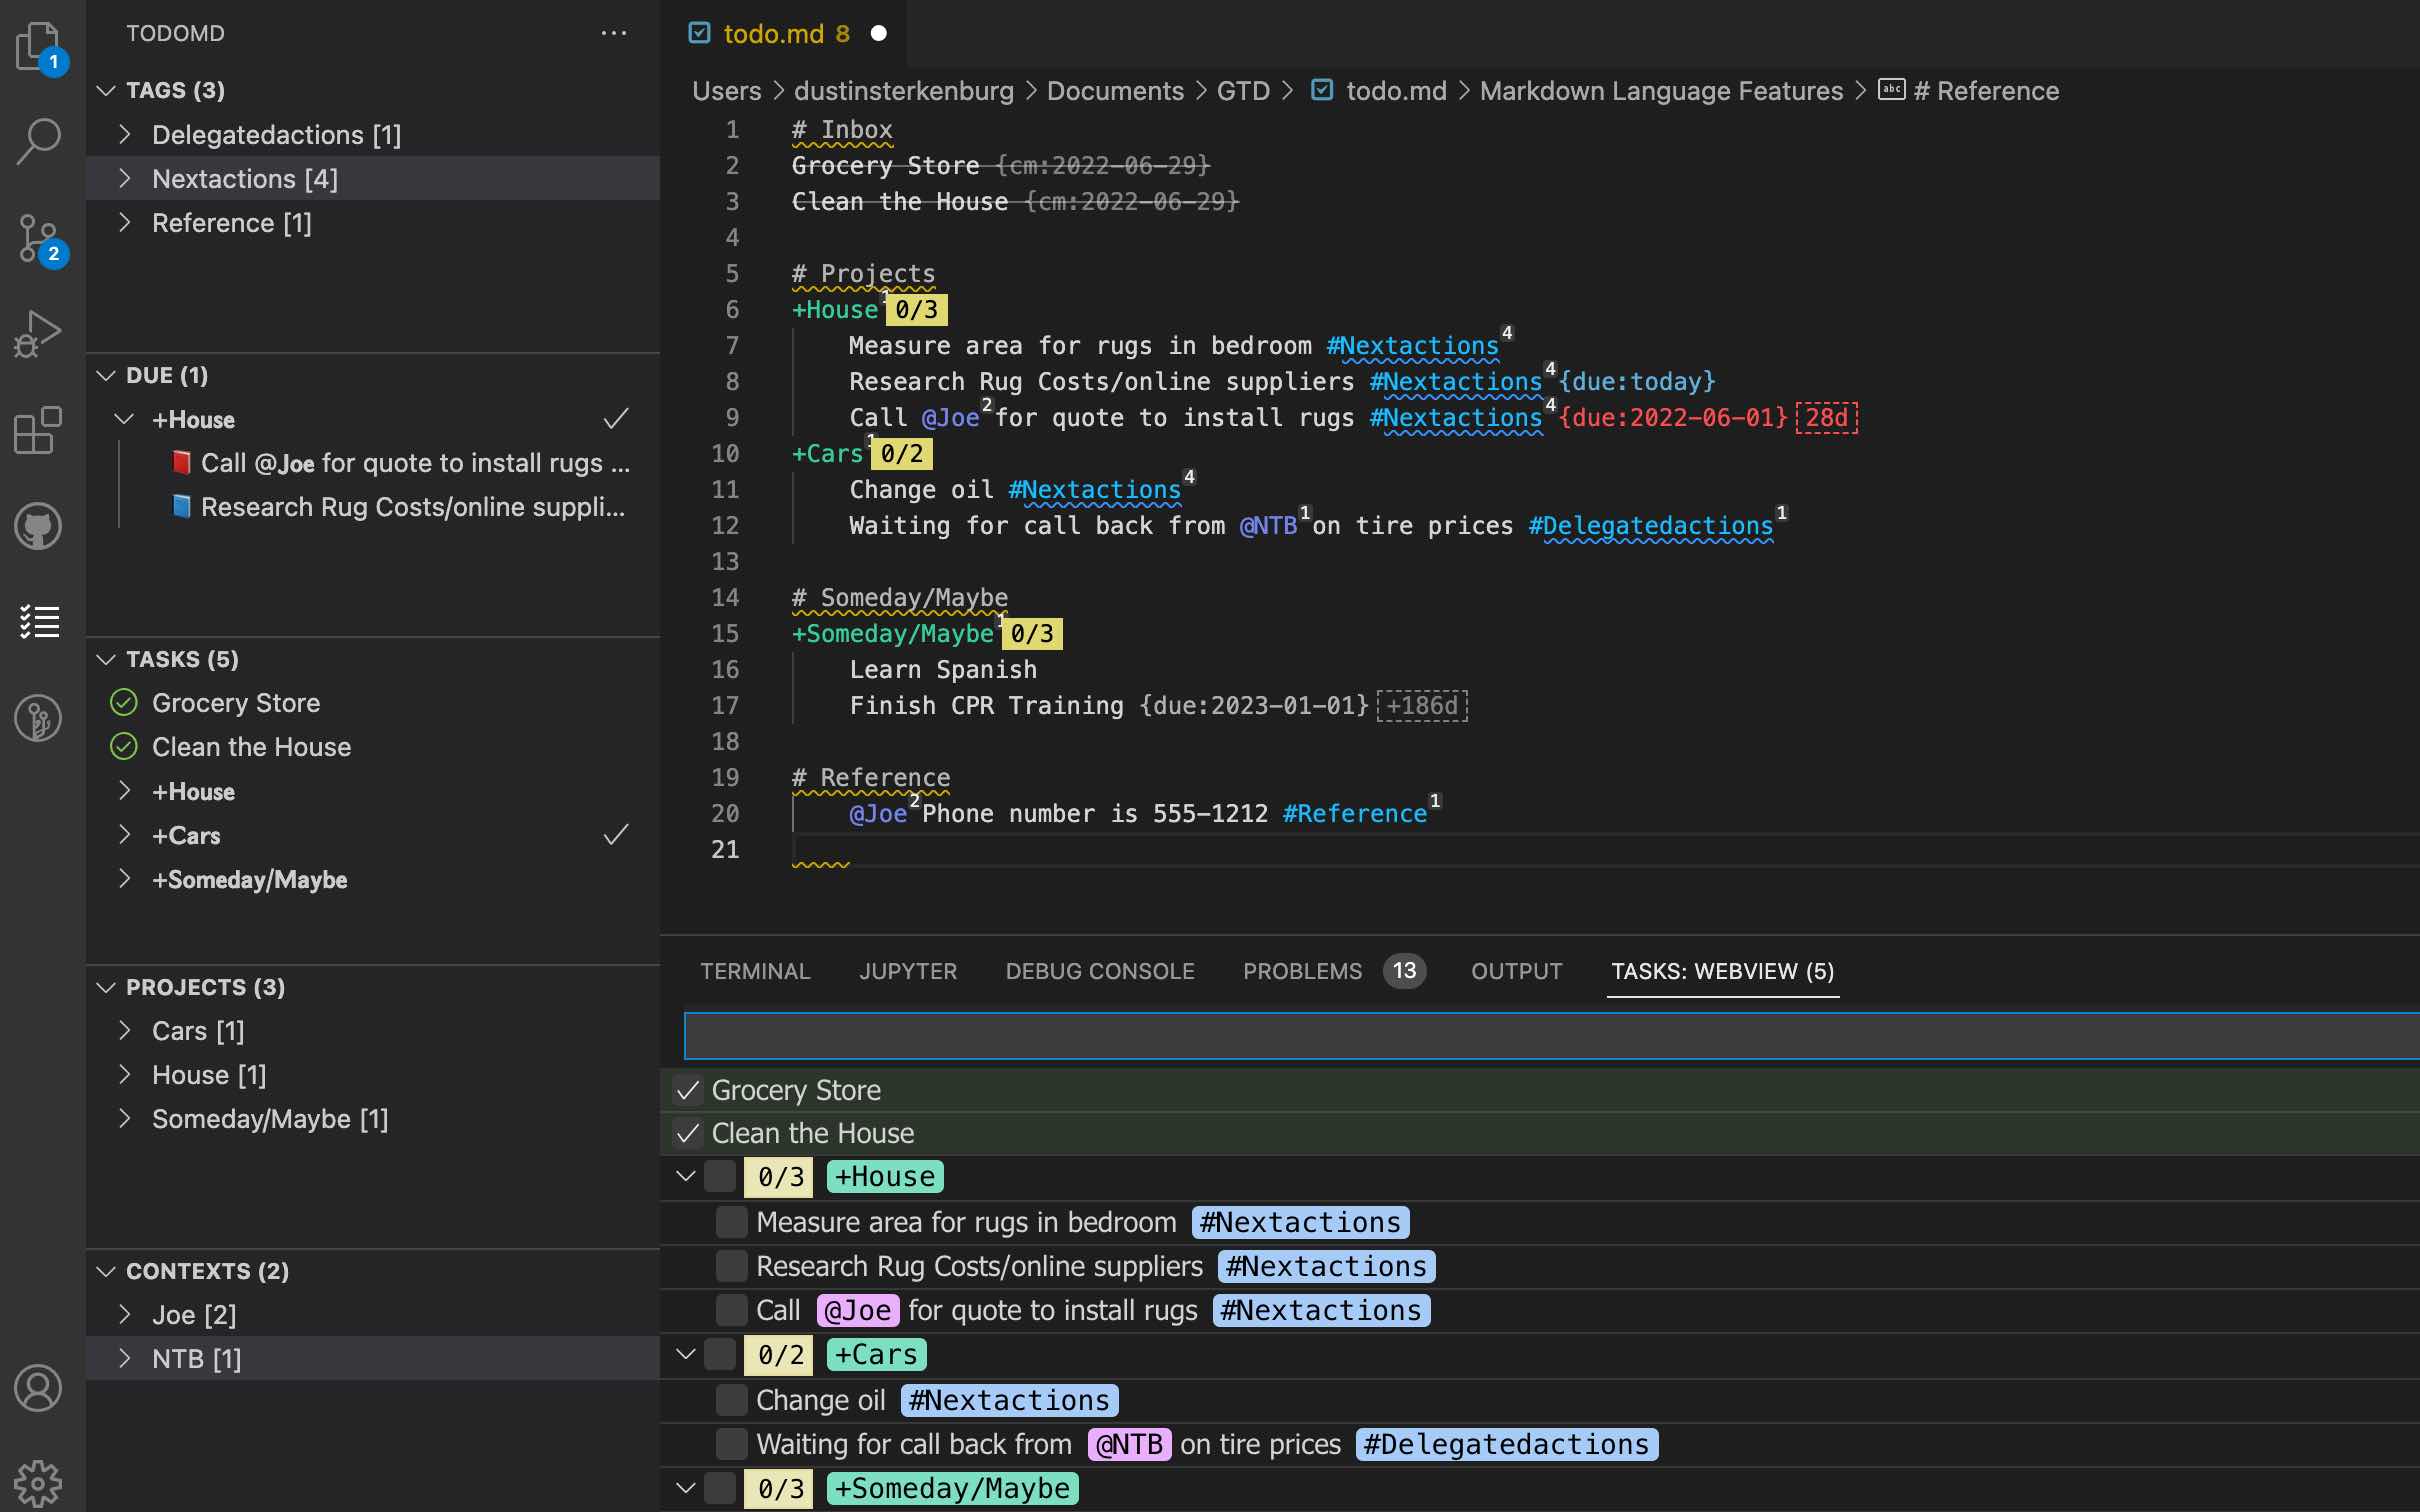 1
2
TODOMD
TAGS (3)
Delegatedactions [1]
Nextactions [4]
Reference [1]
DUE (1)
+House
Call @Joe for quote to install rugs ...
Research Rug Costs/online suppli...
TASKS (5)
Grocery Store
Clean the House
+House
+Cars
+Someday/Maybe
PROJECTS (3)
Cars [1]
House [1]
Someday/Maybe [1]
CONTEXTS (2)
Joe [2]
NTB [1]
todo.md 8
Users > dustinsterkenburg > Documents > GTD > todo.md > Markdown Language Features > abc # Reference
1 # Inbox
2 Grocery Store {cm:2022-06-29}
3 Clean the House {cm:2022-06-29}
4
5 # Projects
6 +House 1 0/3
7 Measure area for rugs in bedroom #Nextactions 4
8 Research Rug Costs/online suppliers #Nextactions 4 {due:today}
9 Call @Joe 2 for quote to install rugs #Nextactions 4 {due:2022-06-01} 28d
10 +Cars 1 0/2
11 Change oil #Nextactions 4
12 Waiting for call back from @NTB 1 on tire prices #Delegatedactions 1
13
14 # Someday/Maybe
15 +Someday/Maybe 1 0/3
16 Learn Spanish
17 Finish CPR Training {due:2023-01-01} +186d
18
19 # Reference
20 @Joe 2 Phone number is 555-1212 #Reference 1
21
TERMINAL JUPYTER DEBUG CONSOLE PROBLEMS 13 OUTPUT TASKS: WEBVIEW (5)
Grocery Store
Clean the House
0/3 +House
Measure area for rugs in bedroom #Nextactions
Research Rug Costs/online suppliers #Nextactions
Call @Joe for quote to install rugs #Nextactions
0/2 +Cars
Change oil #Nextactions
Waiting for call back from @NTB on tire prices #Delegatedactions
0/3 +Someday/Maybe